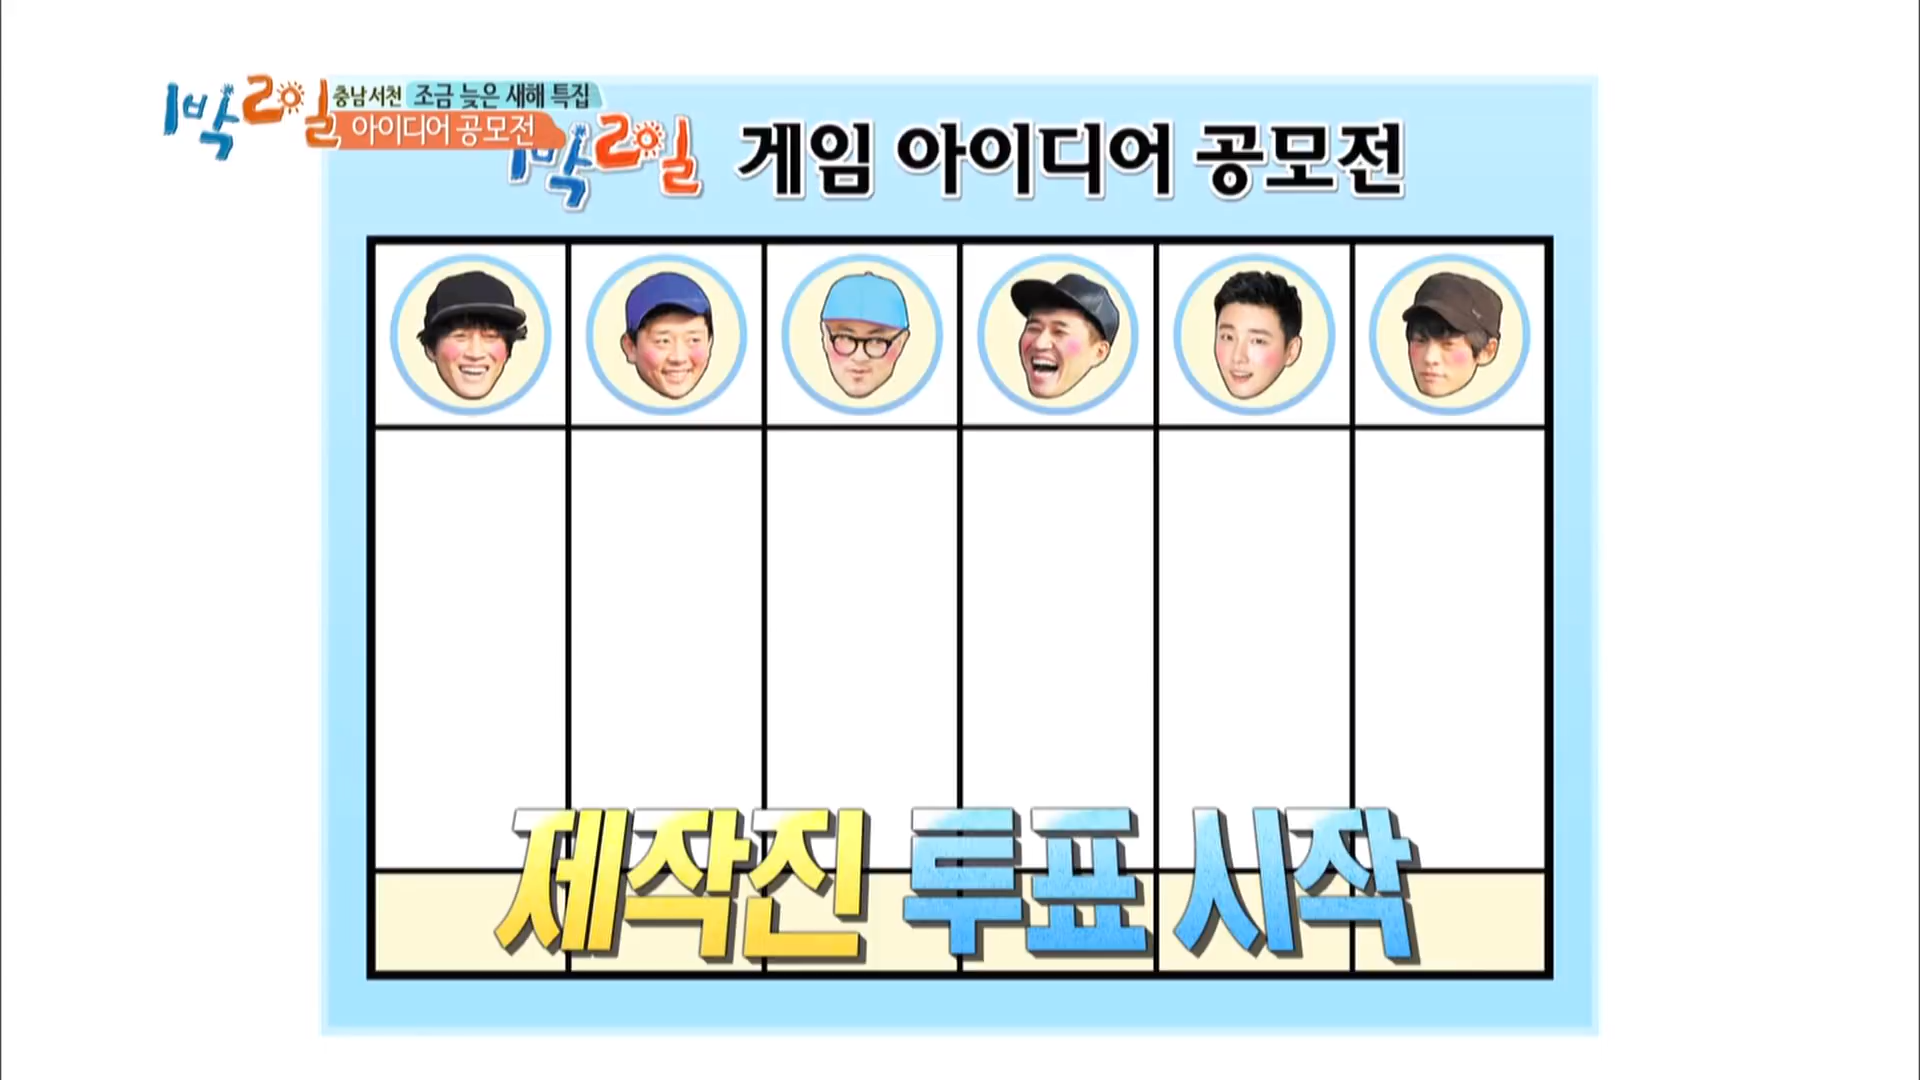 1박2일 충남 서천 조금 늦은 새해 특집
아이디어 공모전
1박2일 게임 아이디어 공모전
제작진 투표 시작